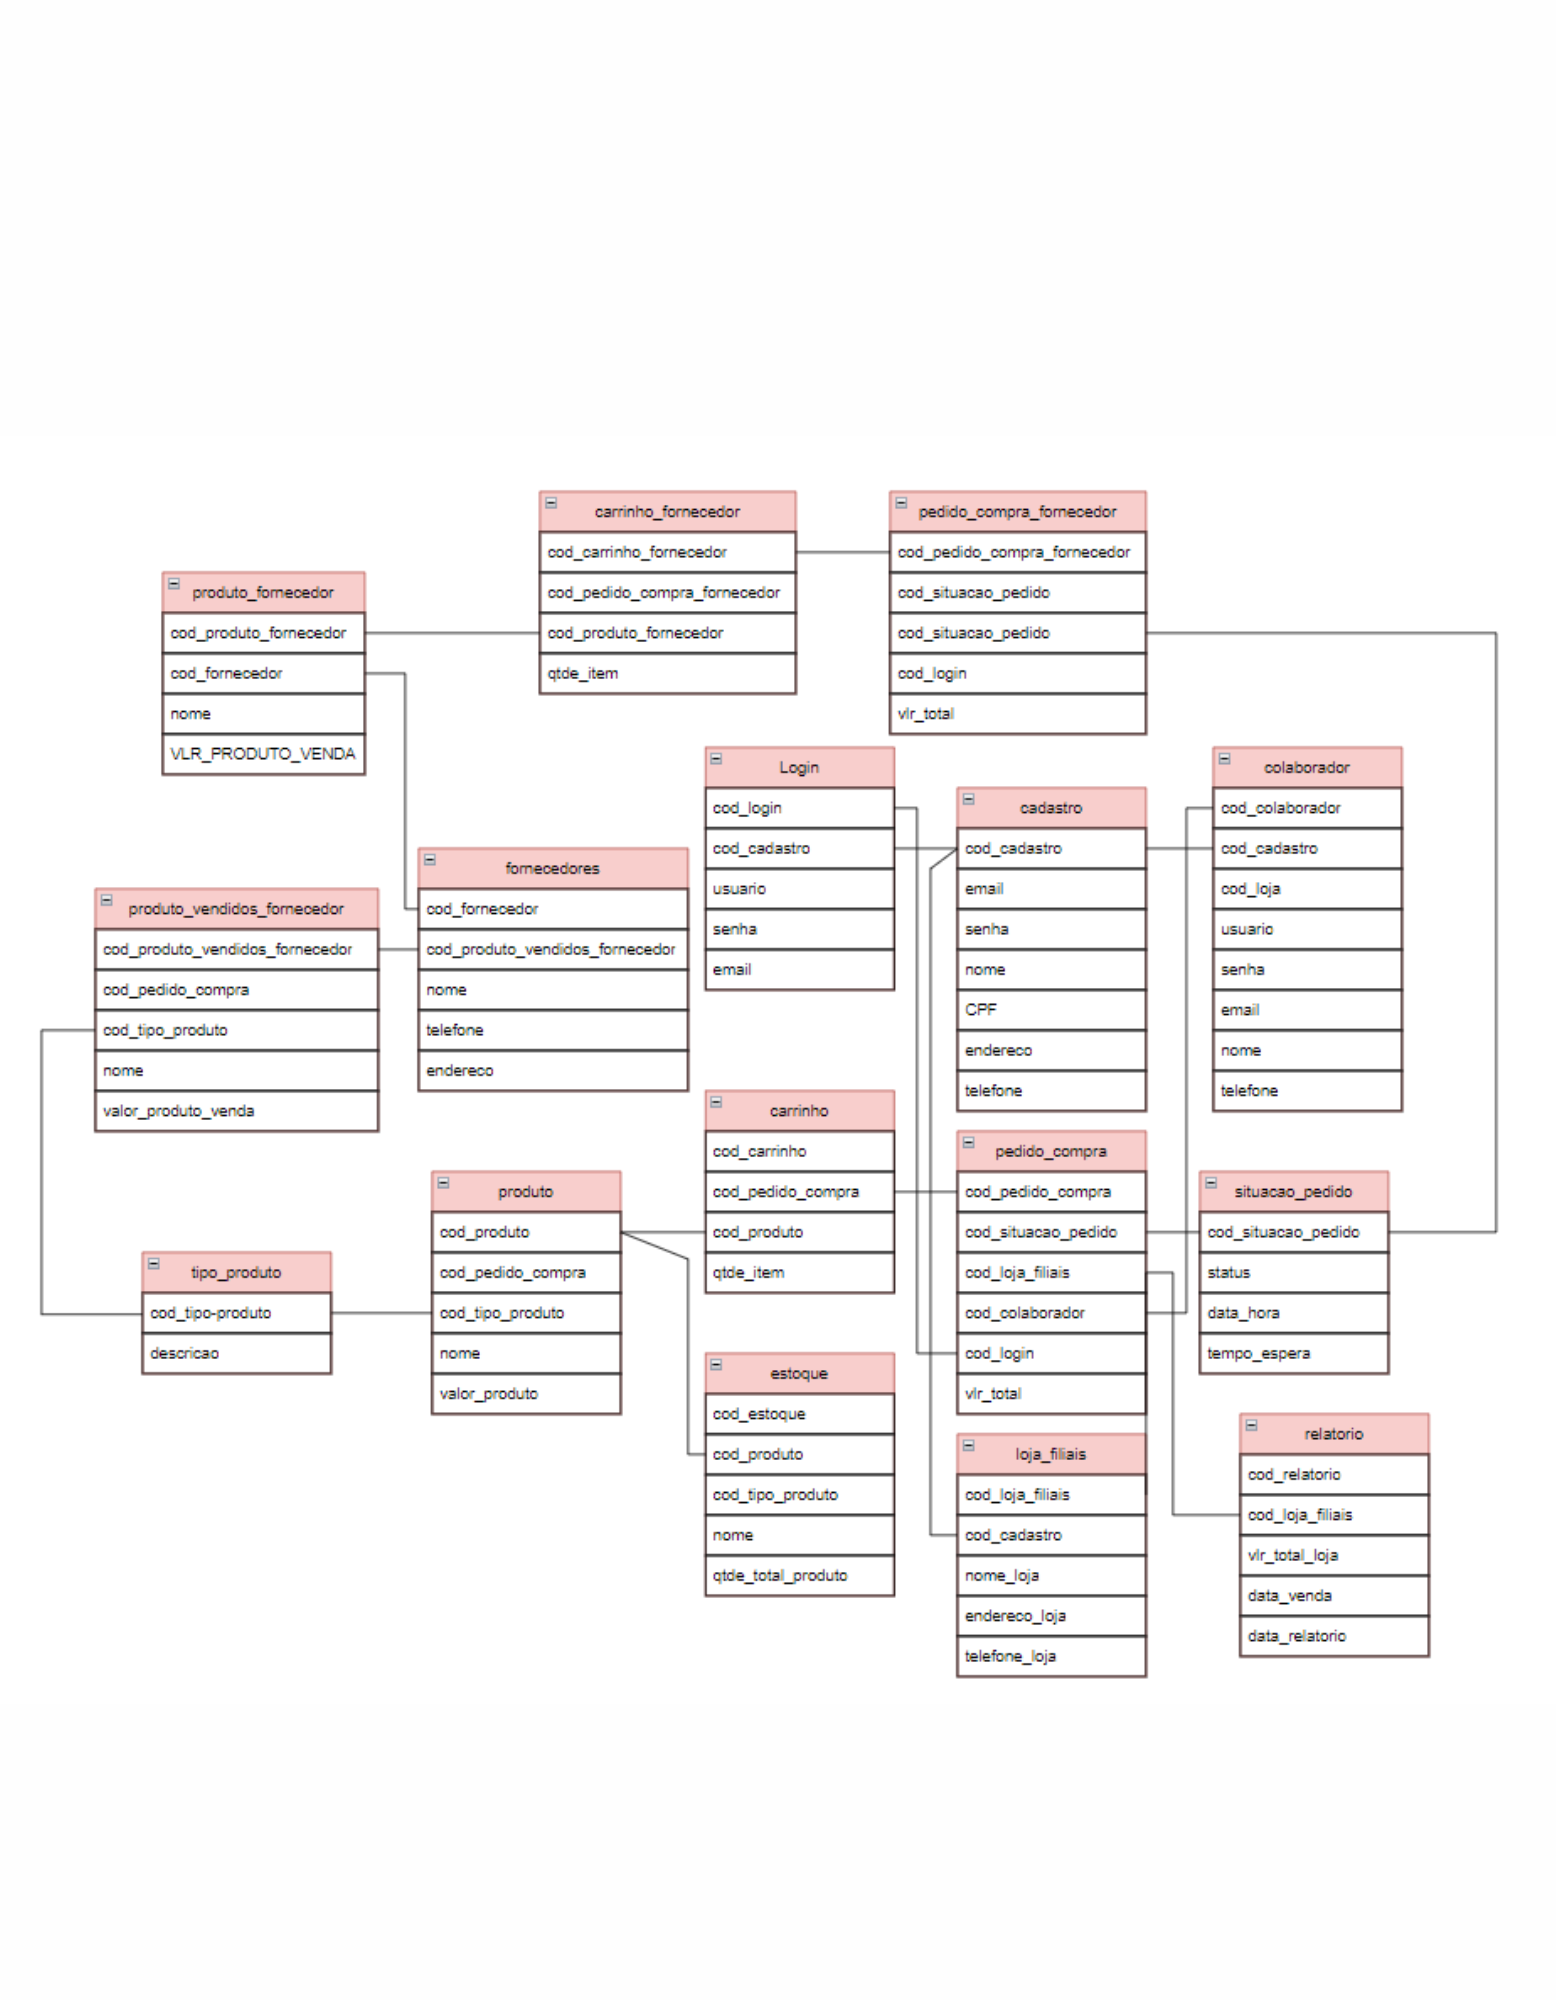 carrinho_fornecedor
cod_carrinho_fornecedor
cod_pedido_compra_fornecedor
cod_produto_fornecedor
qtde_item
pedido_compra_fornecedor
cod_pedido_compra_fornecedor
cod_situacao_pedido
cod_situacao_pedido
cod_login
vlr_total
produto_fornecedor
cod_produto_fornecedor
cod_fornecedor
nome
VLR_PRODUTO_VENDA
Login
cod_login
cod_cadastro
usuario
senha
email
cadastro
cod_cadastro
email
senha
nome
CPF
endereco
telefone
colaborador
cod_colaborador
cod_cadastro
cod_loja
usuario
senha
email
nome
telefone
fornecedores
cod_fornecedor
cod_produto_vendidos_fornecedor
nome
telefone
endereco
produto_vendidos_fornecedor
cod_produto_vendidos_fornecedor
cod_pedido_compra
cod_tipo_produto
nome
valor_produto_venda
carrinho
cod_carrinho
cod_pedido_compra
cod_produto
qtde_item
pedido_compra
cod_pedido_compra
cod_situacao_pedido
cod_loja_filiais
cod_colaborador
cod_login
vlr_total
situacao_pedido
cod_situacao_pedido
status
data_hora
tempo_espera
produto
cod_produto
cod_pedido_compra
cod_tipo_produto
nome
valor_produto
tipo_produto
cod_tipo-produto
descricao
estoque
cod_estoque
cod_produto
cod_tipo_produto
nome
qtde_total_produto
loja_filiais
cod_loja_filiais
cod_cadastro
nome_loja
endereco_loja
telefone_loja
relatorio
cod_relatorio
cod_loja_filiais
vlr_total_loja
data_venda
data_relatorio